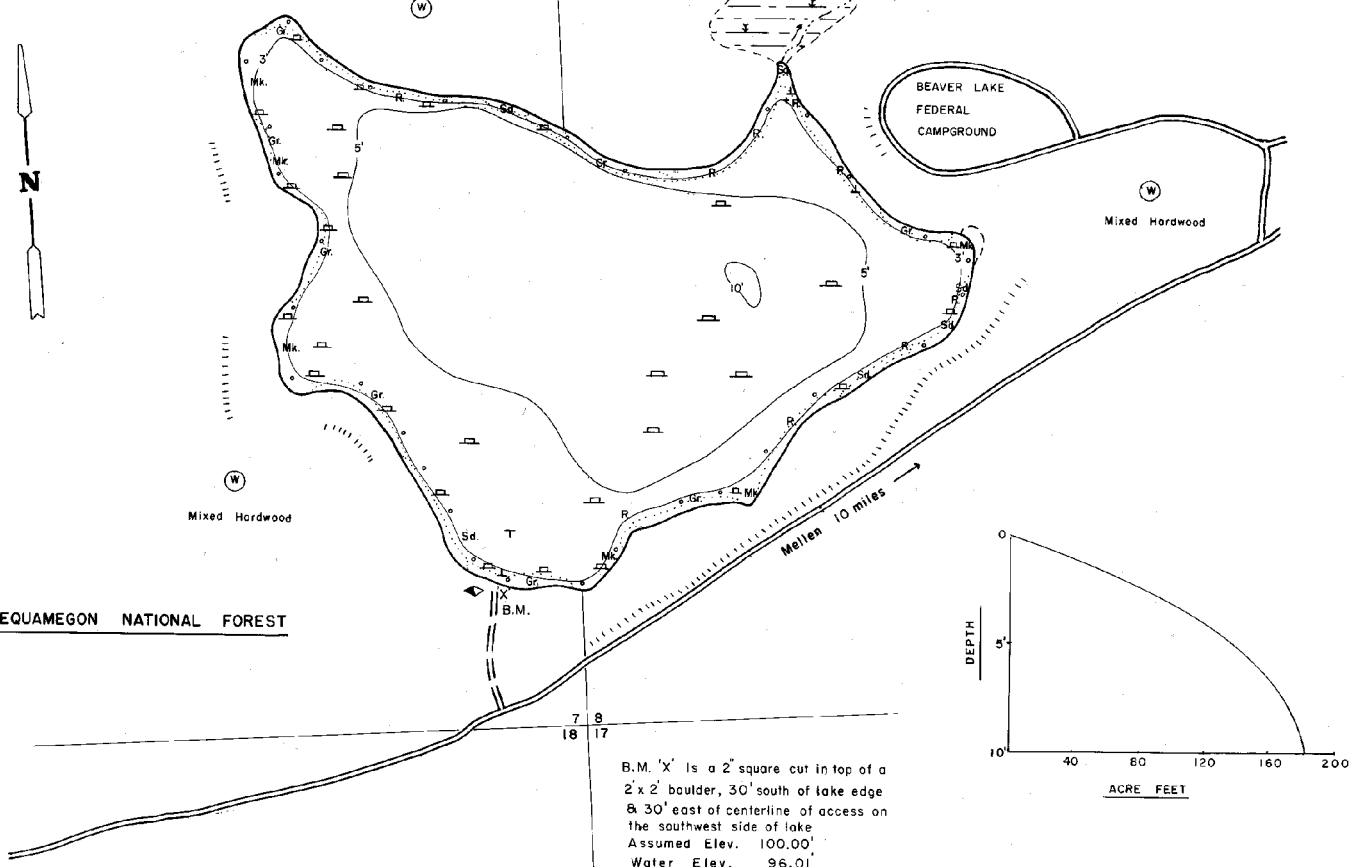 W
BEAVER LAKE
FEDERAL
CAMPGROUND
N
W
Mixed Hardwood
Gr.
3'
Mk.
R.
Sd.
Gr.
Mk.
5'
Gr.
R.
R.
Sd.
R.
R.
Gr.
Mk.
3'
Sd.
R.
Sd.
R.
Sd.
R.
5'
10'
Gr.
Mk.
Gr.
Mk.
Gr.
R.
Sd.
Mk.
Gr.
W
Mixed Hardwood
Mellen 10 miles
X
B.M.
EQUAMEGON NATIONAL FOREST
7 8
18 17
B.M. 'X' Is a 2" square cut in top of a
2' x 2' boulder, 30' south of lake edge
& 30' east of centerline of access on
the southwest side of lake
Assumed Elev. 100.00'
Water Elev. 96.01'
0
5'
10'
DEPTH
40 80 120 160 200
ACRE FEET